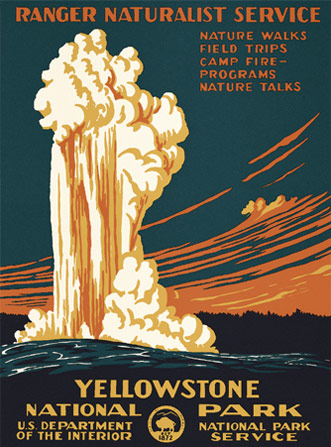 RANGER NATURALIST SERVICE
NATURE WALKS
FIELD TRIPS
CAMP FIRE-
PROGRAMS
NATURE TALKS
YELLOWSTONE
NATIONAL PARK
U.S. DEPARTMENT
OF THE INTERIOR
1872
NATIONAL PARK
SERVICE